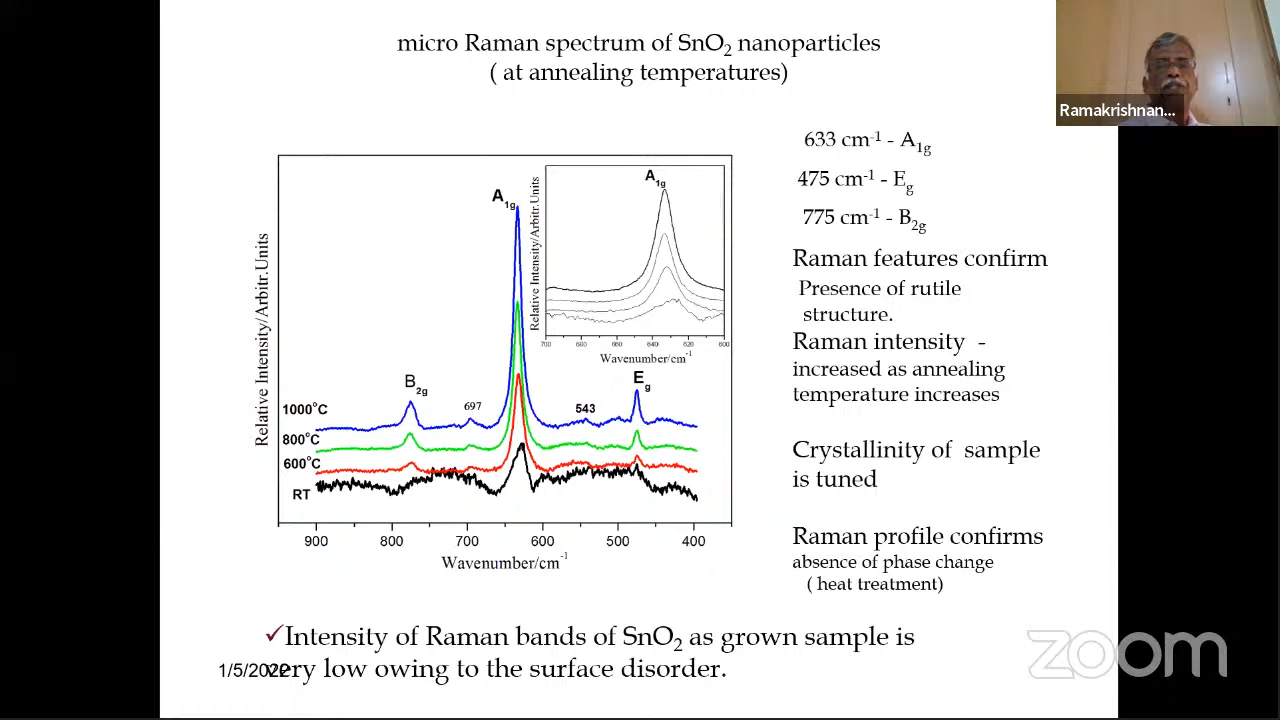 micro Raman spectrum of SnO2 nanoparticles
( at annealing temperatures)
Ramakrishnan...
633 cm-1 - A1g
475 cm-1 - Eg
775 cm-1 - B2g
Raman features confirm
Presence of rutile
structure.
Raman intensity -
increased as annealing
temperature increases
Crystallinity of sample
is tuned
Raman profile confirms
absence of phase change
( heat treatment)
Relative Intensity/Arbitr.Units
A1g
B2g
697
543
Eg
1000°C
800°C
600°C
RT
900 800 700 600 500 400
Wavenumber/cm-1
Relative Intensity/Arbitr.Units
A1g
700 680 660 640 620 600
Wavenumber/cm-1
✓Intensity of Raman bands of SnO2 as grown sample is
very low owing to the surface disorder.
1/5/2022
zoom